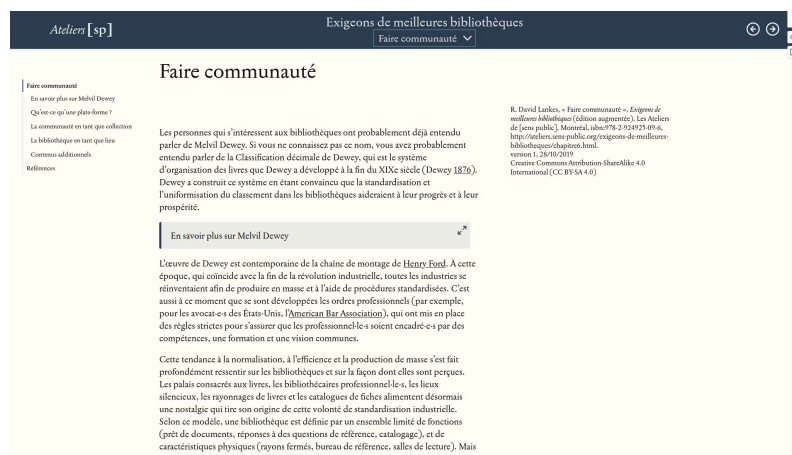 Ateliers [sp]
Exigeons de meilleures bibliothèques
Faire communauté
Faire communauté
Faire communauté
En savoir plus sur Melvil Dewey
Qu'est-ce qu'une plate-forme ?
La communauté en tant que collection
La bibliothèque en tant que lieu
Contenus additionnels
Références
Les personnes qui s'intéressent aux bibliothèques ont probablement déjà entendu
parler de Melvil Dewey. Si vous ne connaissez pas ce nom, vous avez probablement
entendu parler de la Classification décimale de Dewey, qui est le système
d'organisation des livres que Dewey a développé à la fin du XIXe siècle (Dewey 1876).
Dewey a construit ce système en étant convaincu que la standardisation et
l'uniformisation du classement dans les bibliothèques aideraient à leur progrès et à leur
prospérité.
En savoir plus sur Melvil Dewey
L'œuvre de Dewey est contemporaine de la chaîne de montage de Henry Ford. À cette
époque, qui coïncide avec la fin de la révolution industrielle, toutes les industries se
réinventaient afin de produire en masse et à l'aide de procédures standardisées. C'est
aussi à ce moment que se sont développées les ordres professionnels (par exemple,
pour les avocat·e·s des États-Unis, l'American Bar Association), qui ont mis en place
des règles strictes pour s'assurer que les professionnel·le·s soient encadré·e·s par des
compétences, une formation et une vision communes.
Cette tendance à la normalisation, à l'efficience et la production de masse s'est fait
profondément ressentir sur les bibliothèques et sur la façon dont elles sont perçues.
Les palais consacrés aux livres, les bibliothécaires professionnel·le·s, les lieux
silencieux, les rayonnages de livres et les catalogues de fiches alimentent désormais
une nostalgie qui tire son origine de cette volonté de standardisation industrielle.
Selon ce modèle, une bibliothèque est définie par un ensemble limité de fonctions
(prêt de documents, réponses à des questions de référence, catalogage), et de
caractéristiques physiques (rayons fermés, bureau de référence, salles de lecture). Mais
R. David Lankes, « Faire communauté », Exigeons de
meilleures bibliothèques (édition augmentée), Les Ateliers
de [sens public], Montréal, isbn:978-2-924925-09-6,
http://ateliers.sens-public.org/exigeons-de-meilleures-
bibliotheques/chapitre6.html.
version 1, 28/10/2019
Creative Commons Attribution-ShareAlike 4.0
International (CC BY-SA 4.0)